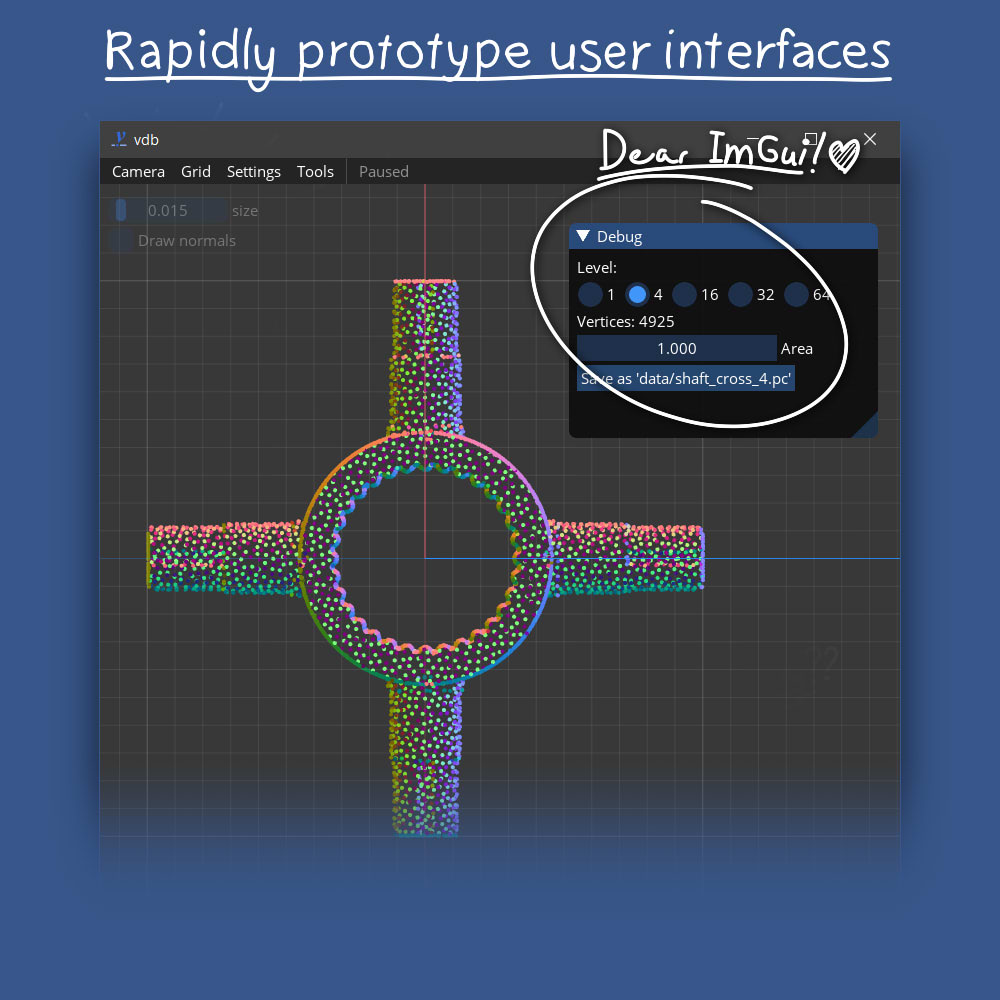 Rapidly prototype user interfaces
vdb
Dear ImGui!
Camera Grid Settings Tools Paused
0.015 size
Draw normals
Debug
Level:
1 4 16 32 64
Vertices: 4925
1.000 Area
Save as 'data/shaft_cross_4.pc'